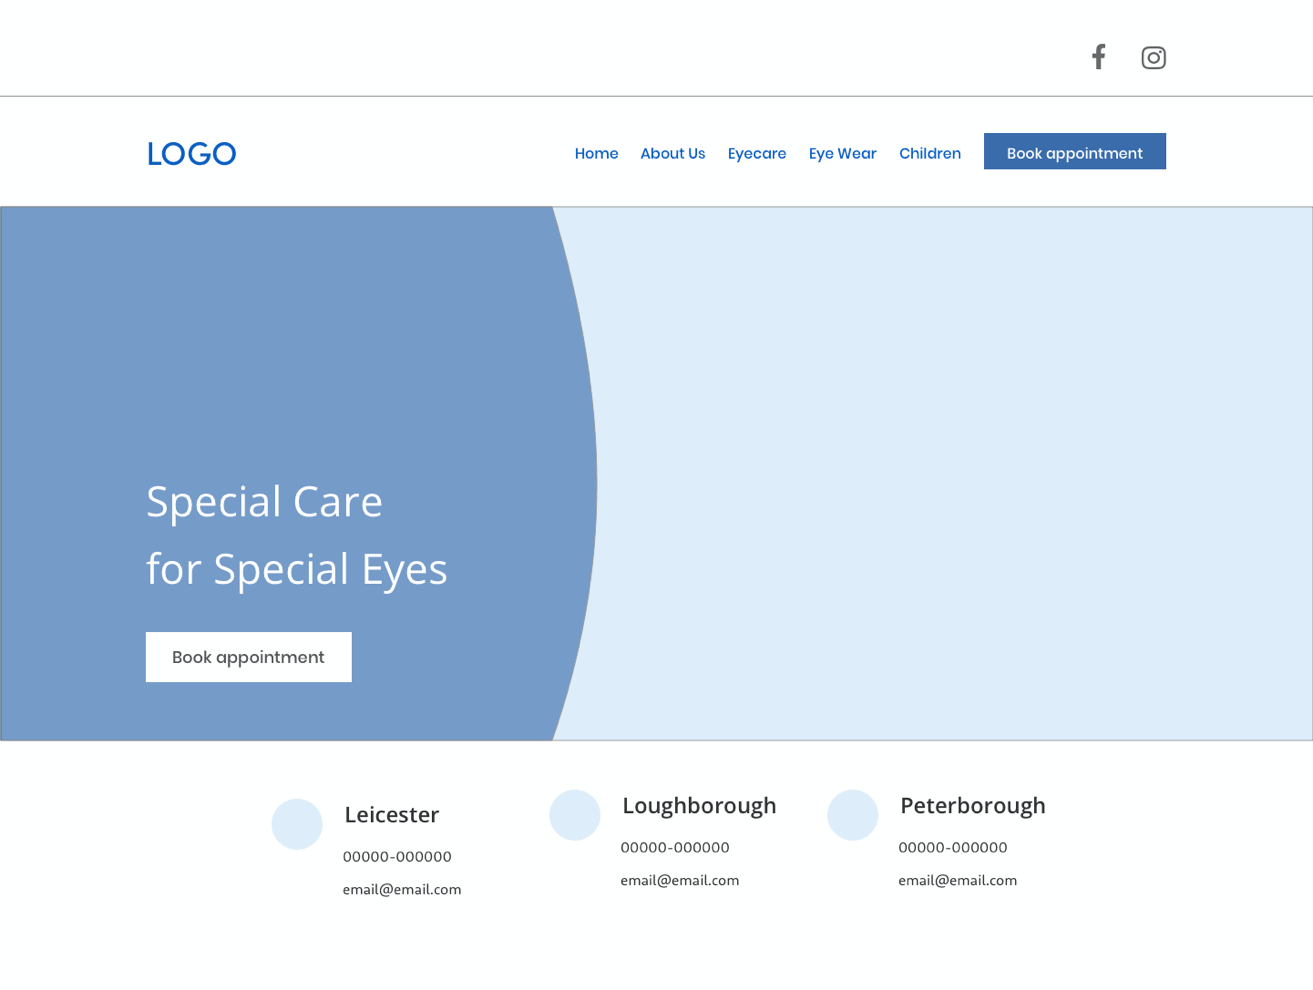 LOGO
Home About Us Eyecare Eye Wear Children Book appointment
Special Care
for Special Eyes
Book appointment
Leicester
00000-000000
email@email.com
Loughborough
00000-000000
email@email.com
Peterborough
00000-000000
email@email.com